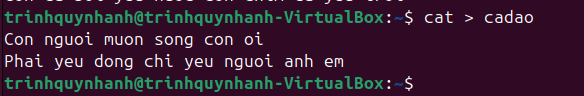 trinhquynhanh@trinhquynhanh-VirtualBox:~$ cat > cadao
Con nguoi muon song con oi
Phai yeu dong chi yeu nguoi anh em
trinhquynhanh@trinhquynhanh-VirtualBox:~$